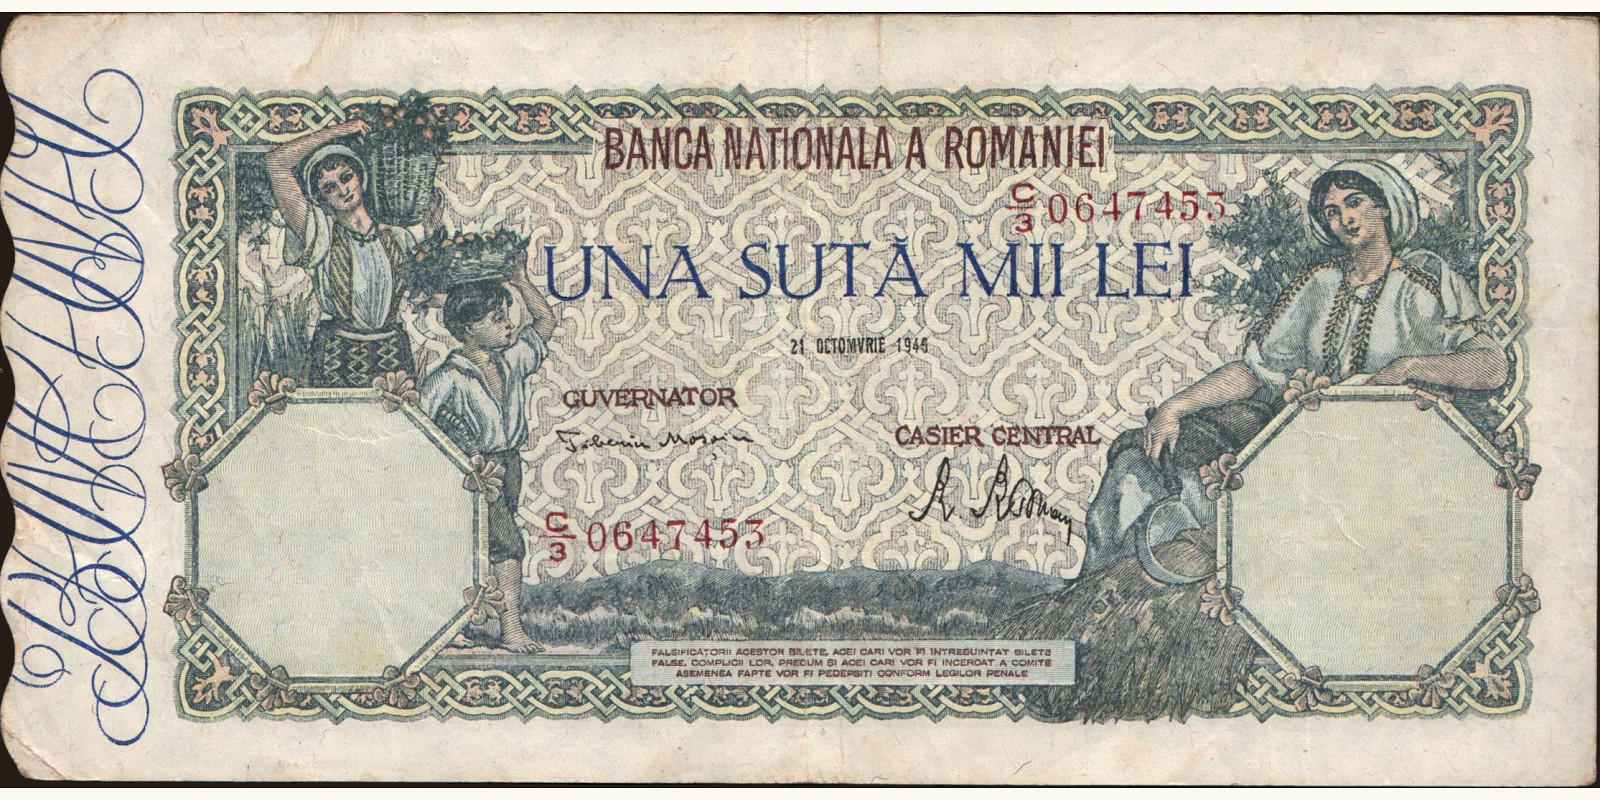 BANCA NATIONALA A ROMANIEI
C/3 0647453
UNA SUTĂ MII LEI
21 OCTOMVRIE 1946
GUVERNATOR
CASIER CENTRAL
C/3 0647453
FALSIFICATORII ACESTOR BILETE, ACEI CARI VOR FI INTREBUINTAT BILETE
FALSE, COMPLICII LOR, PRECUM SI ACEI CARI VOR FI INCERCAT A COMITE
ASEMENEA FAPTE VOR FI PEDEPSITI CONFORM LEGILOR PENALE